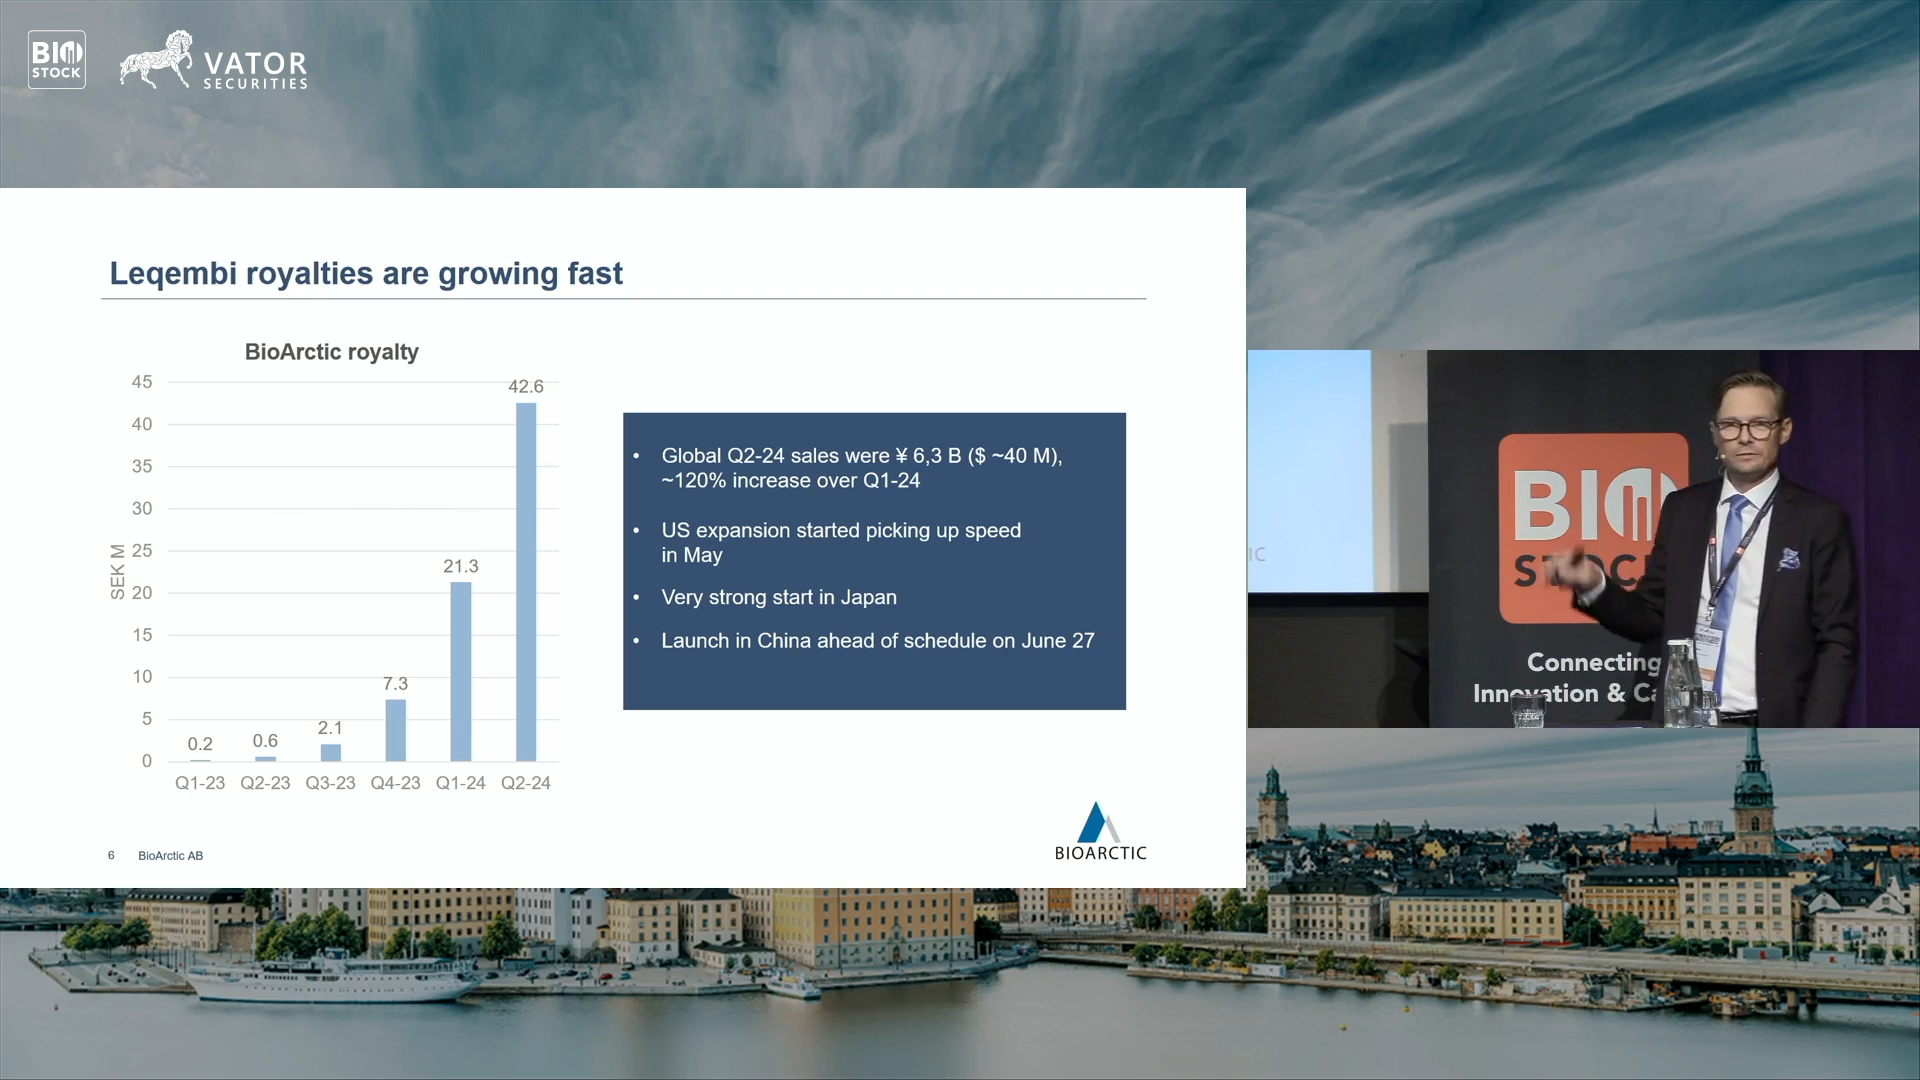 BIO
STOCK
VATOR
SECURITIES
Leqembi royalties are growing fast
BioArctic royalty
SEK M
45
40
35
30
25
20
15
10
5
0
0.2
0.6
2.1
7.3
21.3
42.6
Q1-23 Q2-23 Q3-23 Q4-23 Q1-24 Q2-24
• Global Q2-24 sales were ¥ 6,3 B ($ ~40 M),
~120% increase over Q1-24
• US expansion started picking up speed
in May
• Very strong start in Japan
• Launch in China ahead of schedule on June 27
BIOARCTIC
6 BioArctic AB
IC
BIO
Connecting
Innovation &